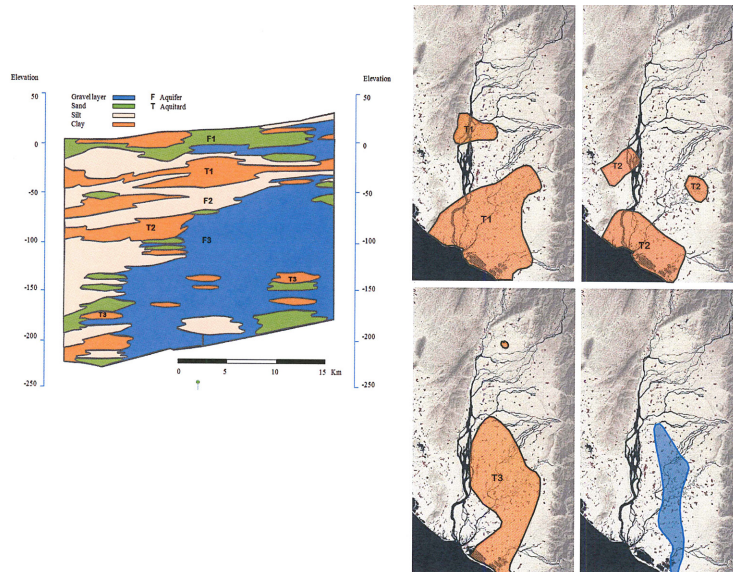 Elevation
Elevation
Gravel layer F Aquifer
Sand T Aquitard
Silt
Clay
50
0
-50
-100
-150
-200
-250
50
0
-50
-100
-150
-200
-250
F1
T1
F2
T2
F3
T3
T3
0 5 10 15 Km
T1
T1
T2
T2
T2
T3